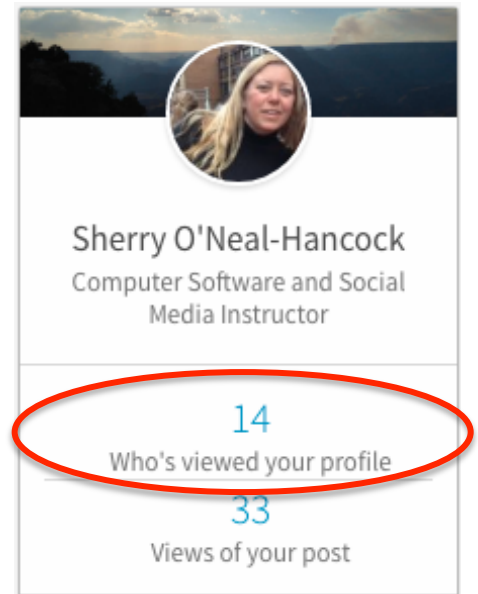 Sherry O'Neal-Hancock
Computer Software and Social
Media Instructor
14
Who's viewed your profile
33
Views of your post